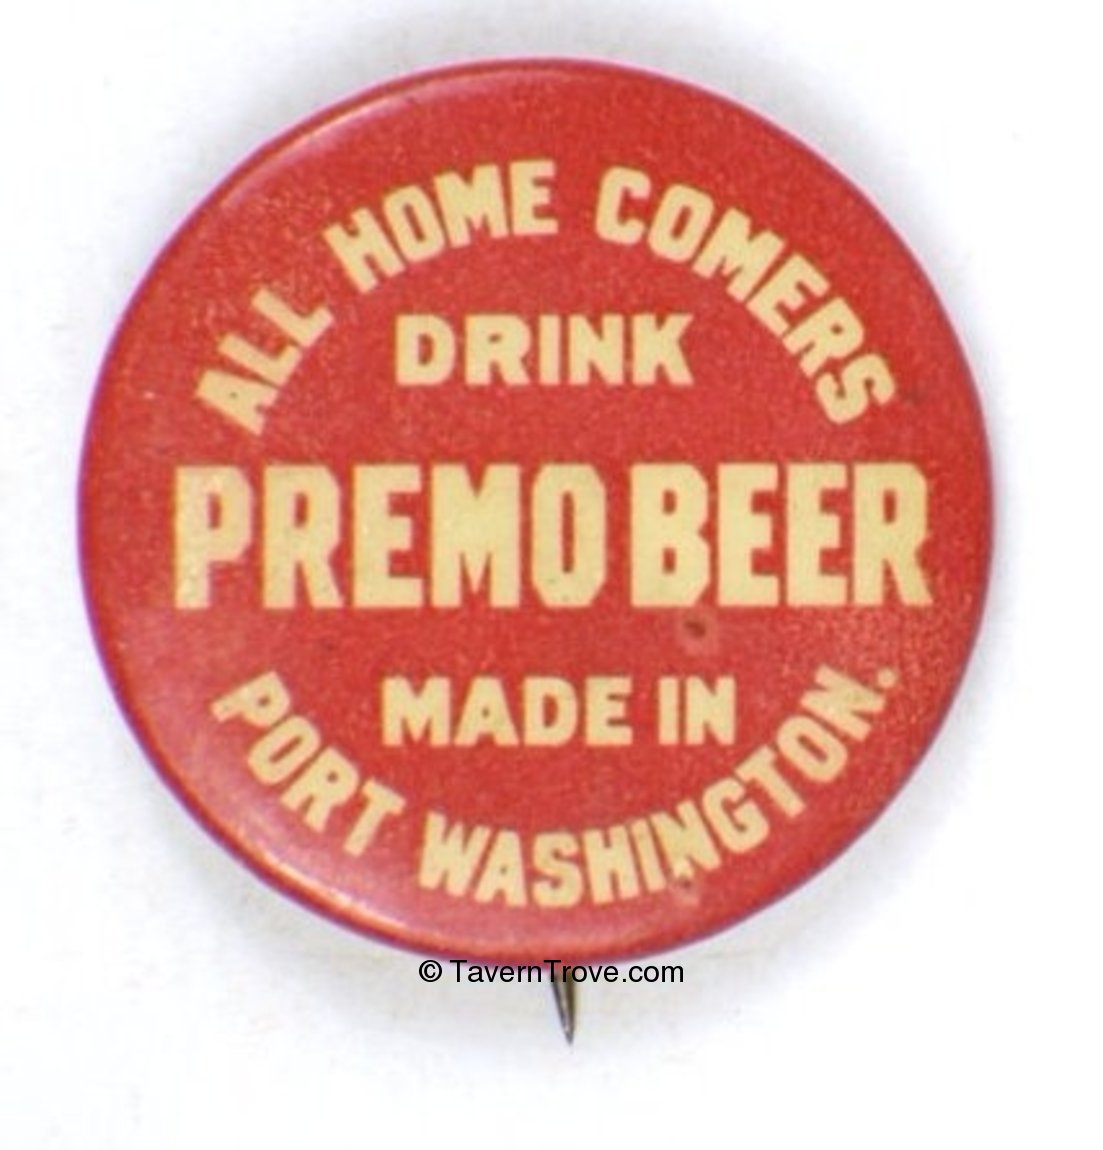 ALL HOME COMERS
DRINK
PREMO BEER
MADE IN
PORT WASHINGTON.
© TavernTrove.com